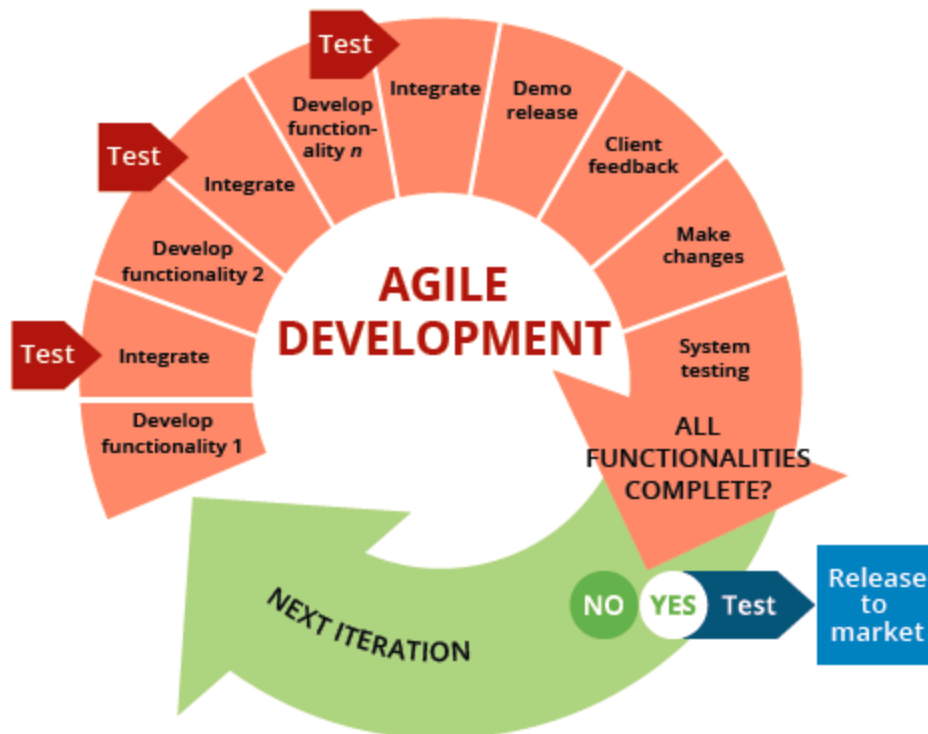 AGILE
DEVELOPMENT
Develop
functionality 1
Test
Integrate
Develop
functionality 2
Test
Integrate
Develop
function-
ality n
Test
Integrate
Demo
release
Client
feedback
Make
changes
System
testing
ALL
FUNCTIONALITIES
COMPLETE?
NO
YES
Test
Release
to
market
NEXT ITERATION